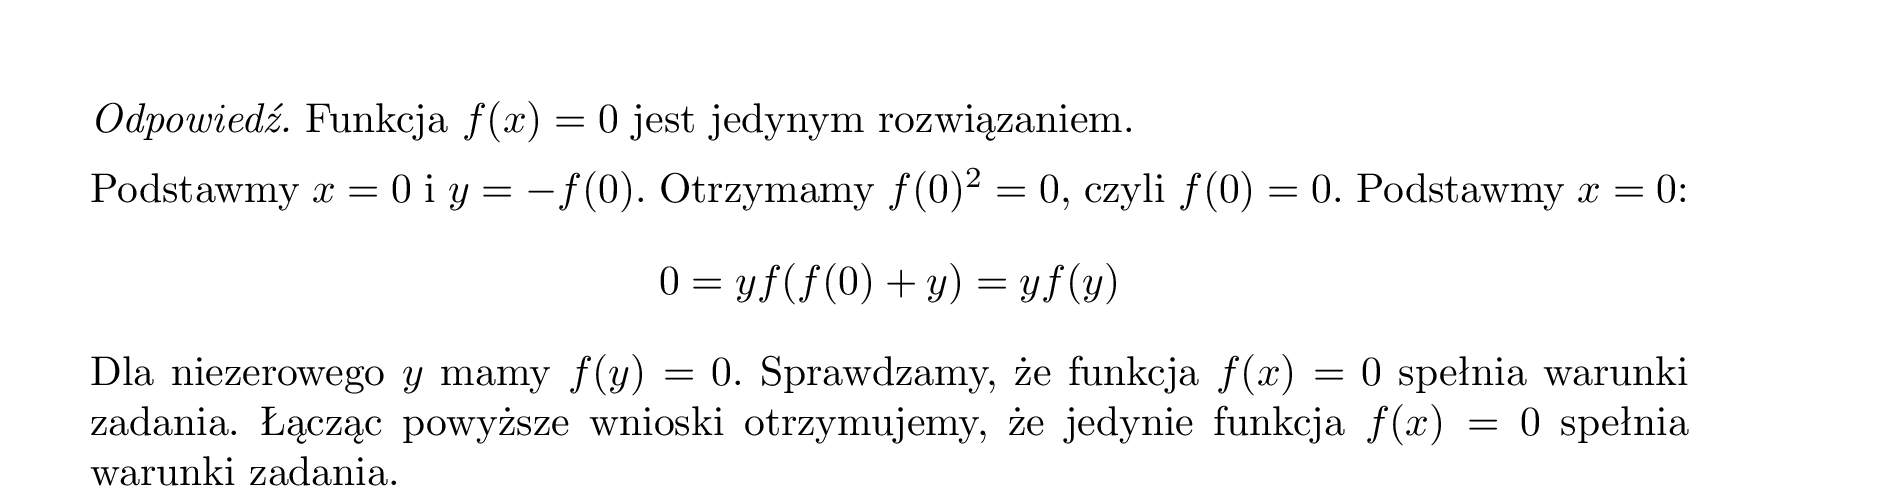 Odpowiedź. Funkcja f(x) = 0 jest jedynym rozwiązaniem.
Podstawmy x = 0 i y = −f(0). Otrzymamy f(0)² = 0, czyli f(0) = 0. Podstawmy x = 0:
0 = yf(f(0) + y) = yf(y)
Dla niezerowego y mamy f(y) = 0. Sprawdzamy, że funkcja f(x) = 0 spełnia warunki
zadania. Łącząc powyższe wnioski otrzymujemy, że jedynie funkcja f(x) = 0 spełnia
warunki zadania.